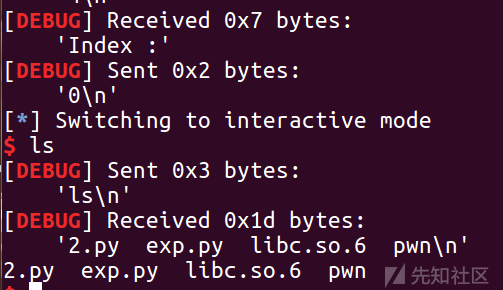 [DEBUG] Received 0x7 bytes:
    'Index :'
[DEBUG] Sent 0x2 bytes:
    '0\n'
[*] Switching to interactive mode
$ ls
[DEBUG] Sent 0x3 bytes:
    'ls\n'
[DEBUG] Received 0x1d bytes:
    '2.py  exp.py  libc.so.6  pwn\n'
2.py  exp.py  libc.so.6  pwn
$
先知社区